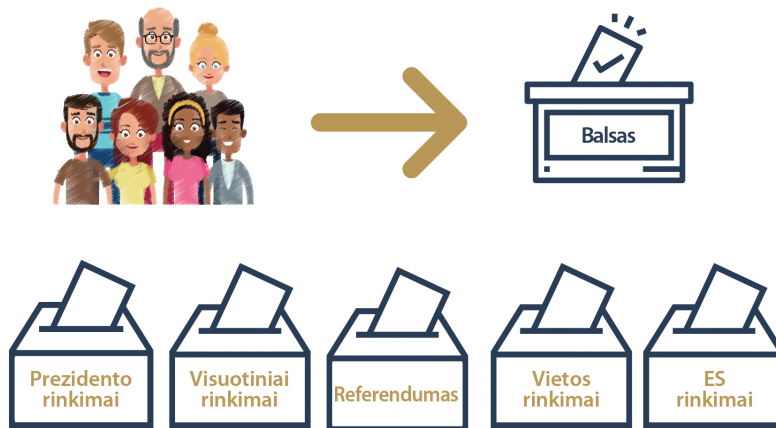 Balsas
Prezidento
rinkimai
Visuotiniai
rinkimai
Referendumas
Vietos
rinkimai
ES
rinkimai